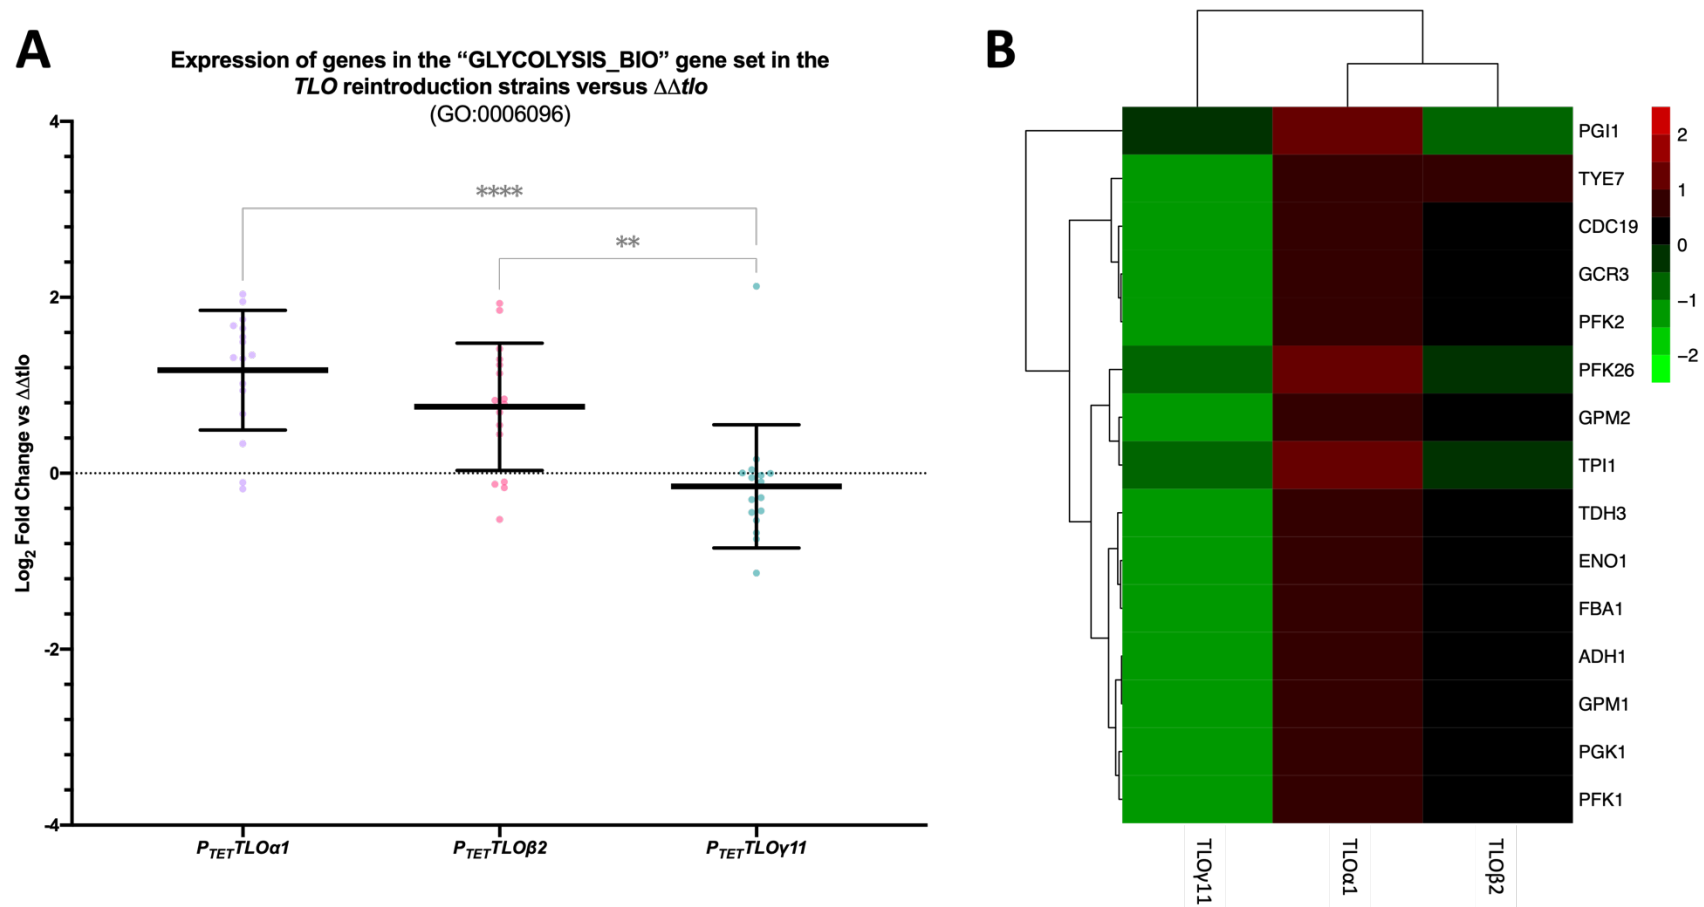 A
Expression of genes in the “GLYCOLYSIS_BIO” gene set in the
TLO reintroduction strains versus ΔΔtlo
(GO:0006096)
Log2 Fold Change vs ΔΔtlo
4
2
0
-2
-4
****
**
PTETTLOα1
PTETTLOβ2
PTETTLOγ11
B
PGI1
TYE7
CDC19
GCR3
PFK2
PFK26
GPM2
TPI1
TDH3
ENO1
FBA1
ADH1
GPM1
PGK1
PFK1
2
1
0
−1
−2
TLOγ11
TLOα1
TLOβ2